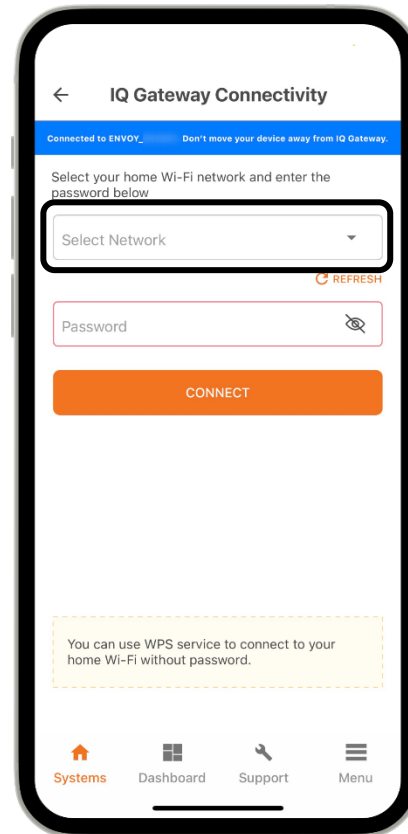 IQ Gateway Connectivity
Connected to ENVOY_ Don't move your device away from IQ Gateway.
Select your home Wi-Fi network and enter the
password below
Select Network
REFRESH
Password
CONNECT
You can use WPS service to connect to your
home Wi-Fi without password.
Systems Dashboard Support Menu